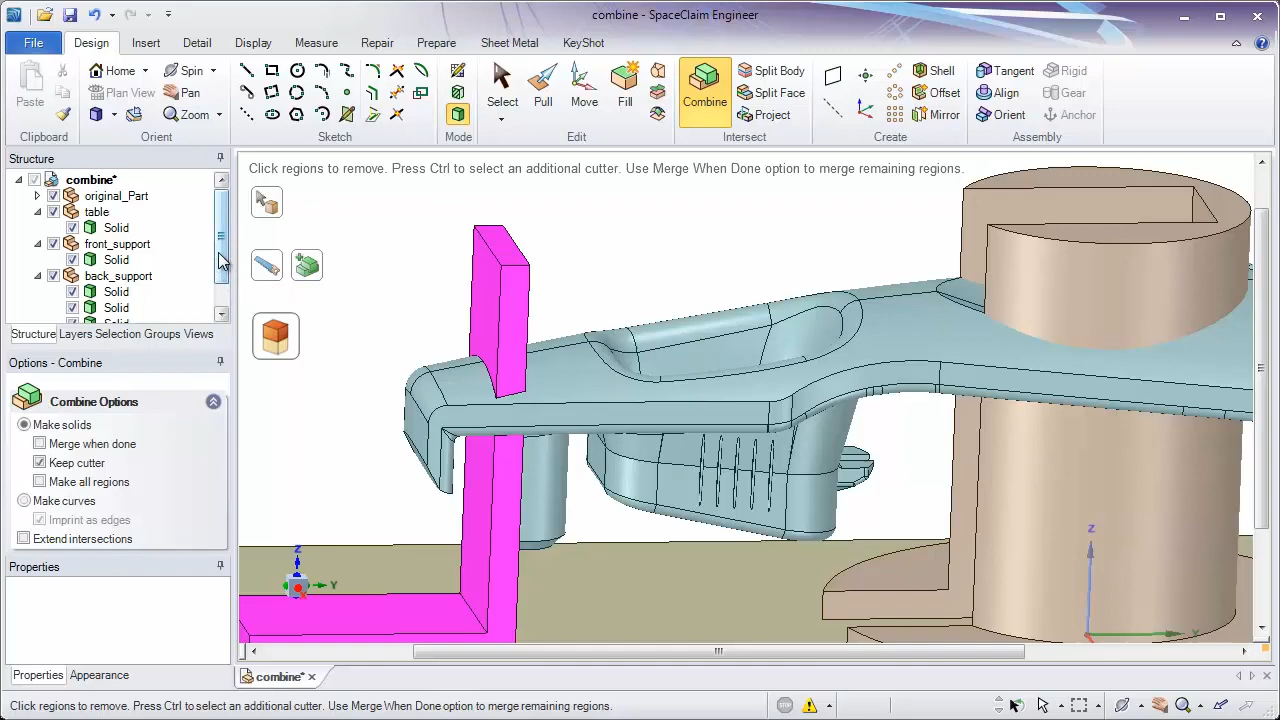 combine - SpaceClaim Engineer
File Design Insert Detail Display Measure Repair Prepare Sheet Metal KeyShot
Paste
Clipboard
Home Spin
Plan View Pan
Zoom
Orient
Sketch
Mode
Select Pull Move Fill
Edit
Combine
Split Body
Split Face
Project
Intersect
Shell
Offset
Mirror
Create
Tangent Rigid
Align Gear
Orient Anchor
Assembly
Structure
combine*
original_Part
table
Solid
front_support
Solid
back_support
Solid
Solid
Solid
Structure Layers Selection Groups Views
Options - Combine
Combine Options
Make solids
Merge when done
Keep cutter
Make all regions
Make curves
Imprint as edges
Extend intersections
Properties
Properties Appearance
Click regions to remove. Press Ctrl to select an additional cutter. Use Merge When Done option to merge remaining regions.
Z
Y
Z
combine*
Click regions to remove. Press Ctrl to select an additional cutter. Use Merge When Done option to merge remaining regions.